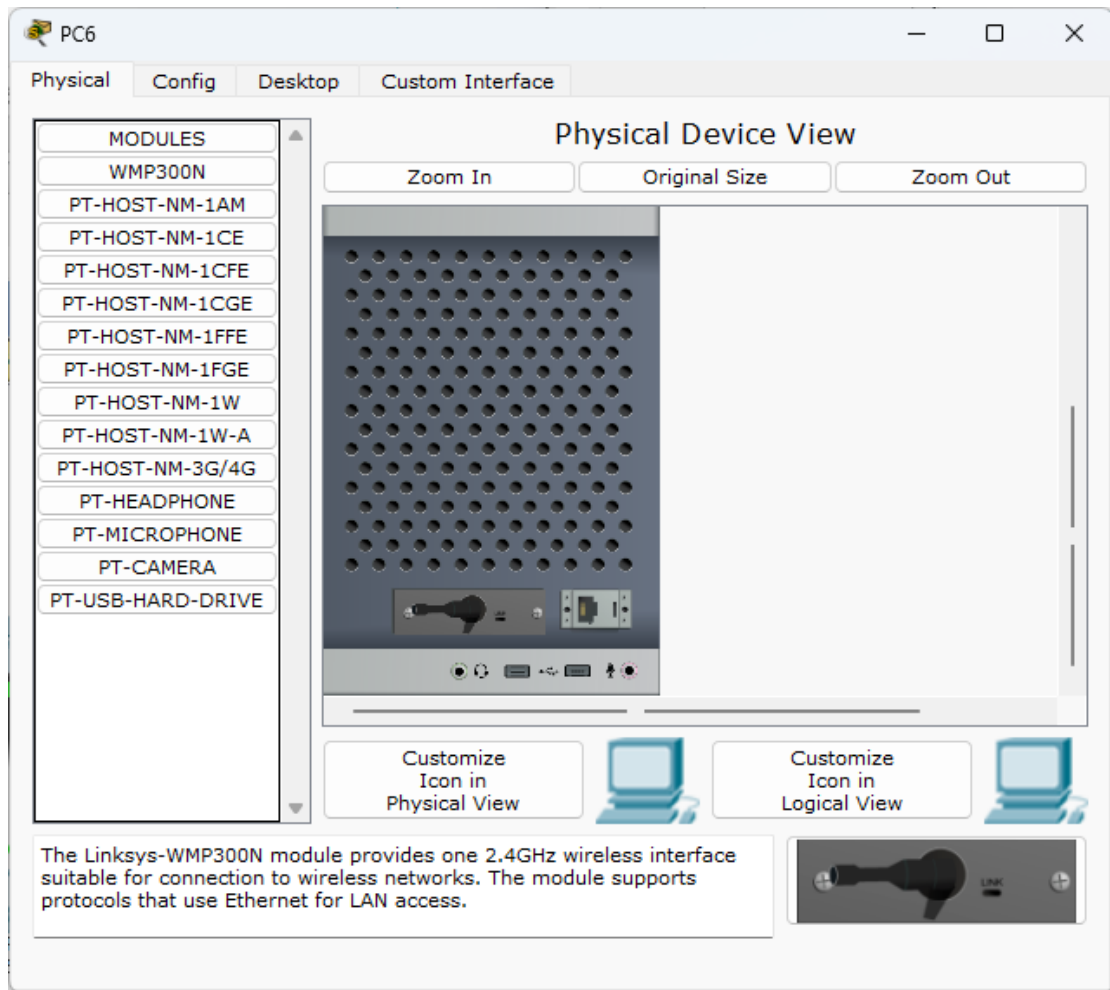 PC6
Physical
Config
Desktop
Custom Interface
MODULES
WMP300N
PT-HOST-NM-1AM
PT-HOST-NM-1CE
PT-HOST-NM-1CFE
PT-HOST-NM-1CGE
PT-HOST-NM-1FFE
PT-HOST-NM-1FGE
PT-HOST-NM-1W
PT-HOST-NM-1W-A
PT-HOST-NM-3G/4G
PT-HEADPHONE
PT-MICROPHONE
PT-CAMERA
PT-USB-HARD-DRIVE
Physical Device View
Zoom In
Original Size
Zoom Out
Customize
Icon in
Physical View
Customize
Icon in
Logical View
The Linksys-WMP300N module provides one 2.4GHz wireless interface
suitable for connection to wireless networks. The module supports
protocols that use Ethernet for LAN access.
LINK